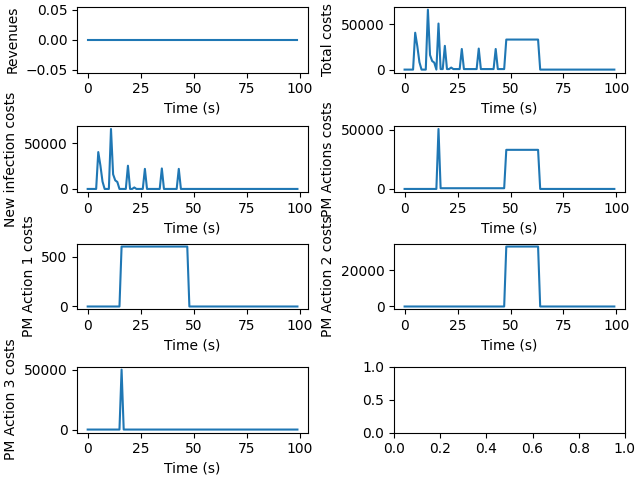 Revenues
0.05
0.00
−0.05
0 25 50 75 100
Time (s)
Total costs
50000
0
0 25 50 75 100
Time (s)
New infection costs
50000
0
0 25 50 75 100
Time (s)
PM Actions costs
50000
0
0 25 50 75 100
Time (s)
PM Action 1 costs
500
0
0 25 50 75 100
Time (s)
PM Action 2 costs
20000
0
0 25 50 75 100
Time (s)
PM Action 3 costs
50000
0
0 25 50 75 100
Time (s)
1.0
0.5
0.0
0.0 0.2 0.4 0.6 0.8 1.0